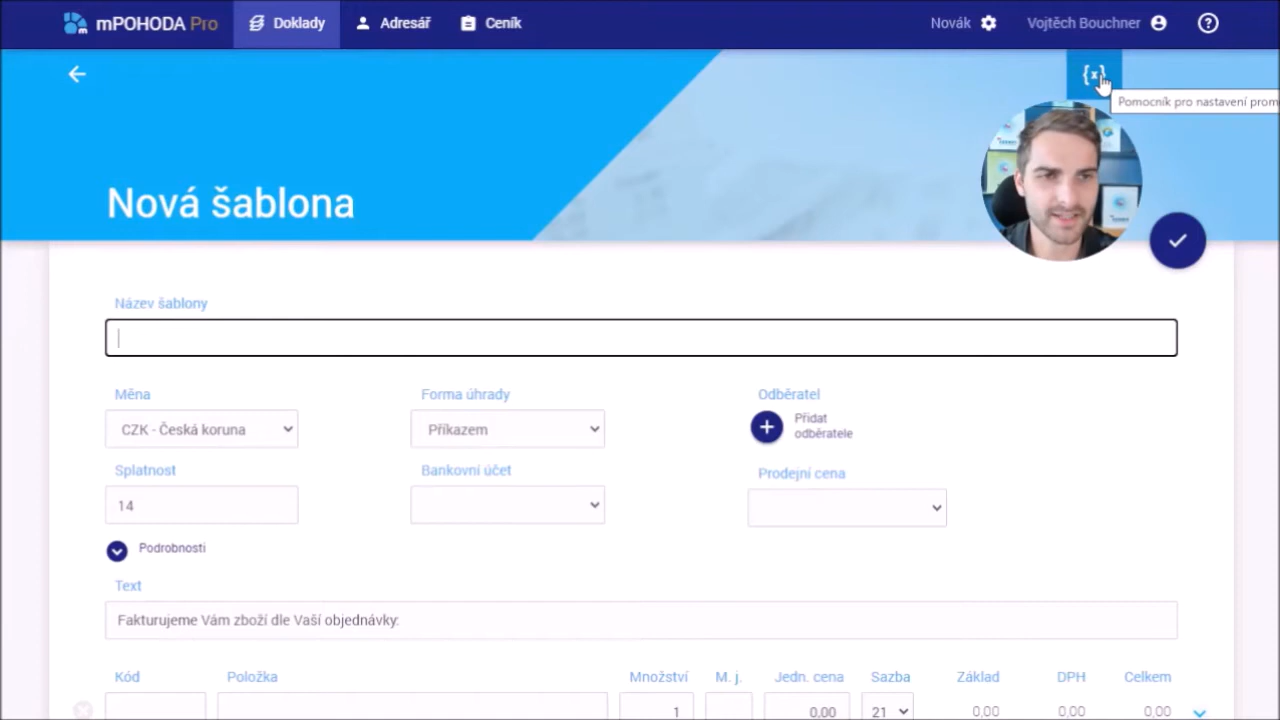 mPOHODA Pro Doklady Adresář Ceník Novák Vojtěch Bouchner
{x}
Pomocník pro nastavení prom
Nová šablona
Název šablony
Měna Forma úhrady Odběratel
CZK - Česká koruna Příkazem Přidat
odběratele
Splatnost Bankovní účet Prodejní cena
14
Podrobnosti
Text
Fakturujeme Vám zboží dle Vaší objednávky:
Kód Položka Množství M. j. Jedn. cena Sazba Základ DPH Celkem
1 0,00 21 0,00 0,00 0,00